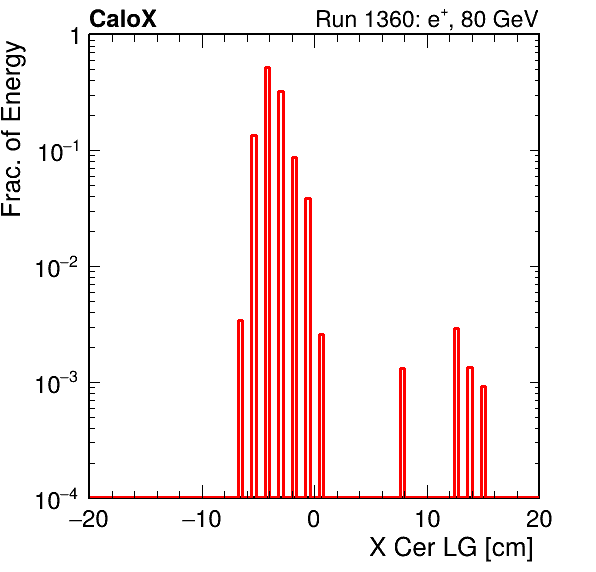 CaloX Run 1360: e⁺, 80 GeV
Frac. of Energy
1
10⁻¹
10⁻²
10⁻³
10⁻⁴
−20 −10 0 10 20
X Cer LG [cm]